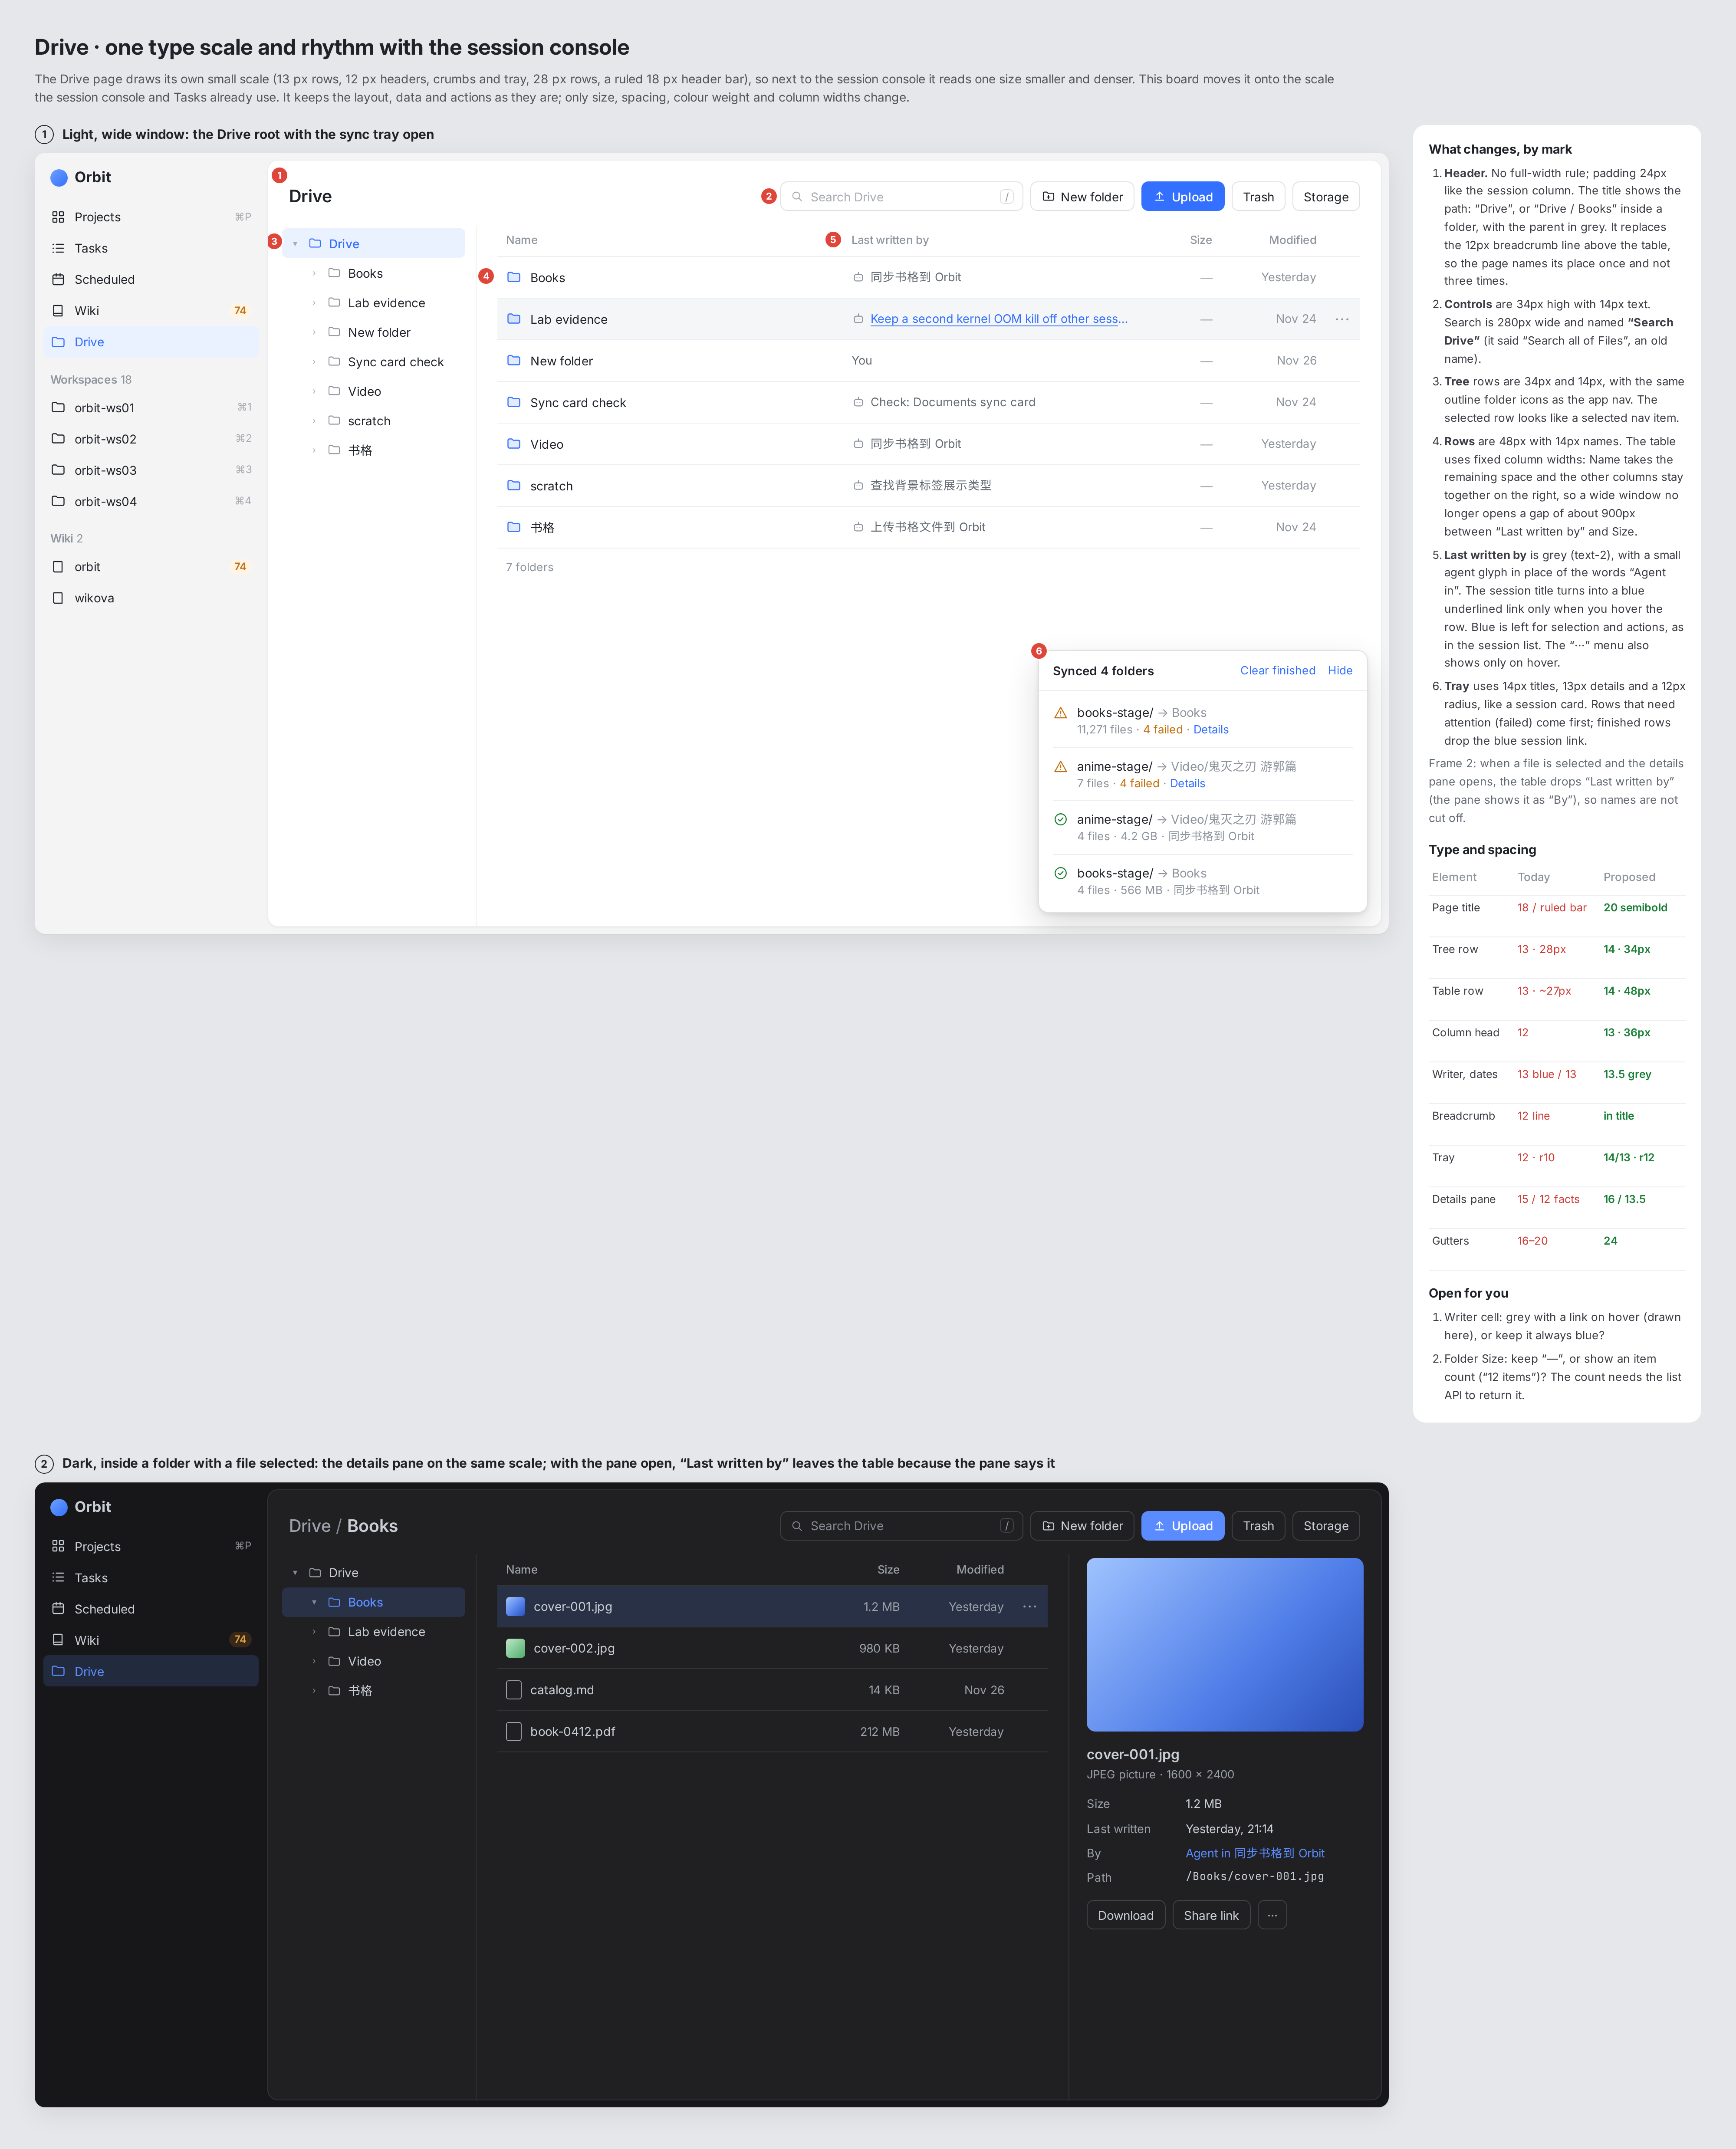 Drive · one type scale and rhythm with the session console
The Drive page draws its own small scale (13 px rows, 12 px headers, crumbs and tray, 28 px rows, a ruled 18 px header bar), so next to the session console it reads one size smaller and denser. This board moves it onto the scale
the session console and Tasks already use. It keeps the layout, data and actions as they are; only size, spacing, colour weight and column widths change.
1 Light, wide window: the Drive root with the sync tray open
Orbit
Projects ⌘P
Tasks
Scheduled
Wiki 74
Drive
Workspaces 18
orbit-ws01 ⌘1
orbit-ws02 ⌘2
orbit-ws03 ⌘3
orbit-ws04 ⌘4
Wiki 2
orbit 74
wikova
1
Drive
2 Search Drive / New folder Upload Trash Storage
3 Drive
Books
Lab evidence
New folder
Sync card check
Video
scratch
书格
Name 5 Last written by Size Modified
4 Books 同步书格到 Orbit — Yesterday
Lab evidence Keep a second kernel OOM kill off other sess... — Nov 24 ···
New folder You — Nov 26
Sync card check Check: Documents sync card — Nov 24
Video 同步书格到 Orbit — Yesterday
scratch 查找背景标签展示类型 — Yesterday
书格 上传书格文件到 Orbit — Nov 24
7 folders
6
Synced 4 folders Clear finished Hide
books-stage/ → Books
11,271 files · 4 failed · Details
anime-stage/ → Video/鬼灭之刃 游郭篇
7 files · 4 failed · Details
anime-stage/ → Video/鬼灭之刃 游郭篇
4 files · 4.2 GB · 同步书格到 Orbit
books-stage/ → Books
4 files · 566 MB · 同步书格到 Orbit
What changes, by mark
1. Header. No full-width rule; padding 24px
like the session column. The title shows the
path: “Drive”, or “Drive / Books” inside a
folder, with the parent in grey. It replaces
the 12px breadcrumb line above the table,
so the page names its place once and not
three times.
2. Controls are 34px high with 14px text.
Search is 280px wide and named “Search
Drive” (it said “Search all of Files”, an old
name).
3. Tree rows are 34px and 14px, with the same
outline folder icons as the app nav. The
selected row looks like a selected nav item.
4. Rows are 48px with 14px names. The table
uses fixed column widths: Name takes the
remaining space and the other columns stay
together on the right, so a wide window no
longer opens a gap of about 900px
between “Last written by” and Size.
5. Last written by is grey (text-2), with a small
agent glyph in place of the words “Agent
in”. The session title turns into a blue
underlined link only when you hover the
row. Blue is left for selection and actions, as
in the session list. The “···” menu also
shows only on hover.
6. Tray uses 14px titles, 13px details and a 12px
radius, like a session card. Rows that need
attention (failed) come first; finished rows
drop the blue session link.
Frame 2: when a file is selected and the details
pane opens, the table drops “Last written by”
(the pane shows it as “By”), so names are not
cut off.
Type and spacing
Element Today Proposed
Page title 18 / ruled bar 20 semibold
Tree row 13 · 28px 14 · 34px
Table row 13 · ~27px 14 · 48px
Column head 12 13 · 36px
Writer, dates 13 blue / 13 13.5 grey
Breadcrumb 12 line in title
Tray 12 · r10 14/13 · r12
Details pane 15 / 12 facts 16 / 13.5
Gutters 16–20 24
Open for you
1. Writer cell: grey with a link on hover (drawn
here), or keep it always blue?
2. Folder Size: keep “—”, or show an item
count (“12 items”)? The count needs the list
API to return it.
2 Dark, inside a folder with a file selected: the details pane on the same scale; with the pane open, “Last written by” leaves the table because the pane says it
Orbit
Projects ⌘P
Tasks
Scheduled
Wiki 74
Drive
Drive / Books
Search Drive / New folder Upload Trash Storage
Drive
Books
Lab evidence
Video
书格
Name Size Modified
cover-001.jpg 1.2 MB Yesterday ···
cover-002.jpg 980 KB Yesterday
catalog.md 14 KB Nov 26
book-0412.pdf 212 MB Yesterday
cover-001.jpg
JPEG picture · 1600 × 2400
Size 1.2 MB
Last written Yesterday, 21:14
By Agent in 同步书格到 Orbit
Path /Books/cover-001.jpg
Download Share link ···